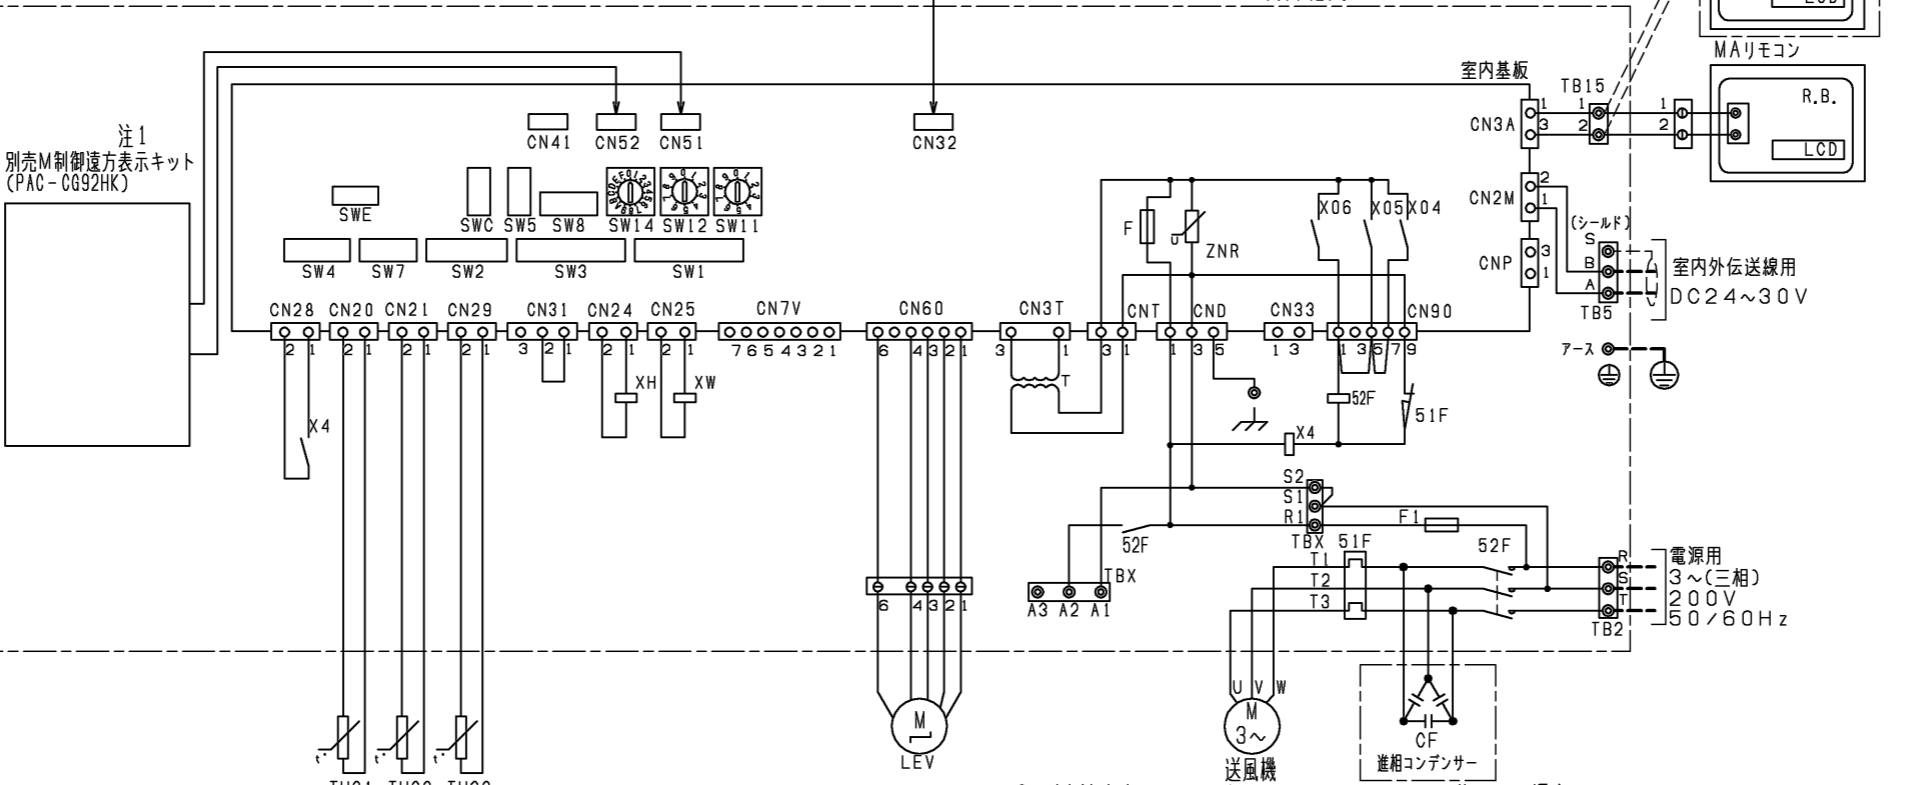 LCD
MAリモコン
室内基板
TB15
R.B.
LCD
CN3A
1
3
1
2
1
2
注1
別売M制御遠方表示キット
(PAC-CG92HK)
CN41
CN52
CN51
CN32
SWE
SWC
SW5
SW8
SW14
SW12
SW11
SW4
SW7
SW2
SW3
SW1
F
U
ZNR
X06
X05
X04
CN2M
2
1
CNP
3
1
(シールド)
S
B
A
TB5
室内外伝送線用
DC24~30V
アース
CN28
CN20
CN21
CN29
CN31
CN24
CN25
CN7V
CN60
CN3T
CNT
CND
CN33
CN90
2 1
2 1
2 1
2 1
3 2 1
2 1
2 1
7 6 5 4 3 2 1
6 4 3 2 1
3 1
3 1
1 3 5
1 3
1 3 5 7 9
X4
XH
XW
T
52F
51F
X4
S2
S1
R1
TBX
F1
52F
51F
52F
TBX
A3 A2 A1
T1
T2
T3
R
S
T
TB2
電源用
3~(三相)
200V
50/60Hz
6 4 3 2 1
M
LEV
U V W
M
3~
送風機
CF
進相コンデンサー
t°
t°
t°